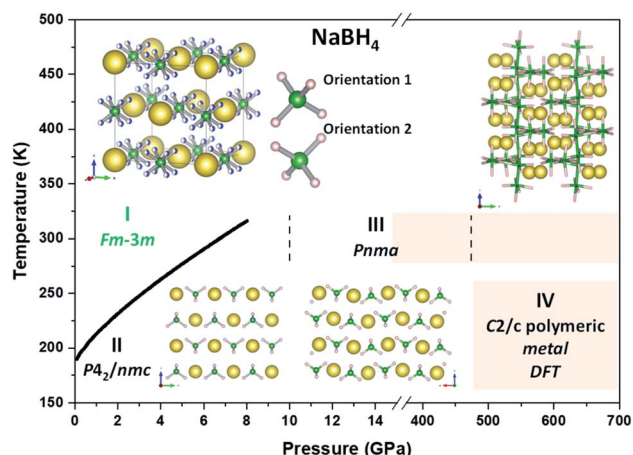 NaBH4
500
450
400
350
300
250
200
150
Temperature (K)
Orientation 1
Orientation 2
I
Fm-3m
II
P42/nmc
III
Pnma
IV
C2/c polymeric
metal
DFT
0 2 4 6 8 10 12 14 400 500 600 700
Pressure (GPa)